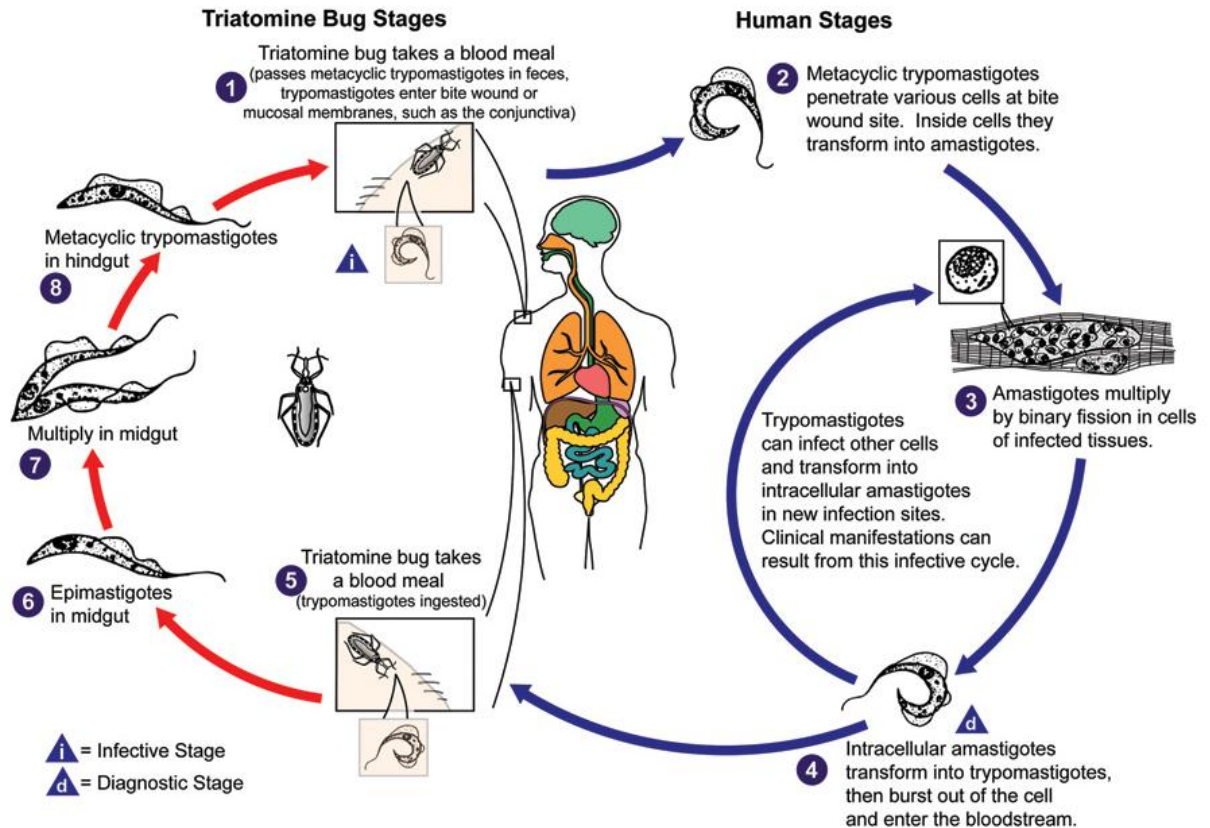 Triatomine Bug Stages
Human Stages
1
Triatomine bug takes a blood meal
(passes metacyclic trypomastigotes in feces,
trypomastigotes enter bite wound or
mucosal membranes, such as the conjunctiva)
i
2
Metacyclic trypomastigotes
penetrate various cells at bite
wound site. Inside cells they
transform into amastigotes.
3
Amastigotes multiply
by binary fission in cells
of infected tissues.
Trypomastigotes
can infect other cells
and transform into
intracellular amastigotes
in new infection sites.
Clinical manifestations can
result from this infective cycle.
d
4
Intracellular amastigotes
transform into trypomastigotes,
then burst out of the cell
and enter the bloodstream.
5
Triatomine bug takes
a blood meal
(trypomastigotes ingested)
6
Epimastigotes
in midgut
Multiply in midgut
7
Metacyclic trypomastigotes
in hindgut
8
i = Infective Stage
d = Diagnostic Stage